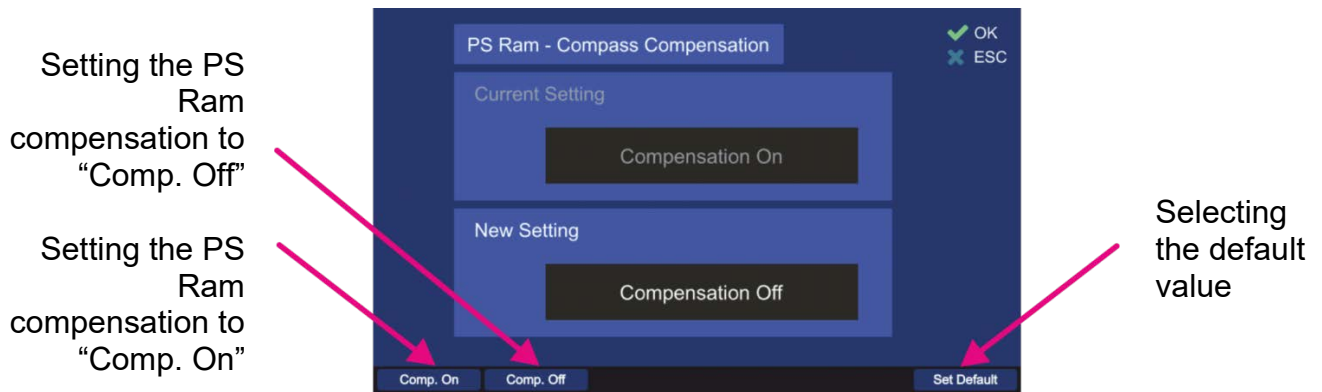 Setting the PS
Ram
compensation to
“Comp. Off”
Setting the PS
Ram
compensation to
“Comp. On”
PS Ram - Compass Compensation
OK
ESC
Current Setting
Compensation On
New Setting
Compensation Off
Comp. On
Comp. Off
Set Default
Selecting
the default
value